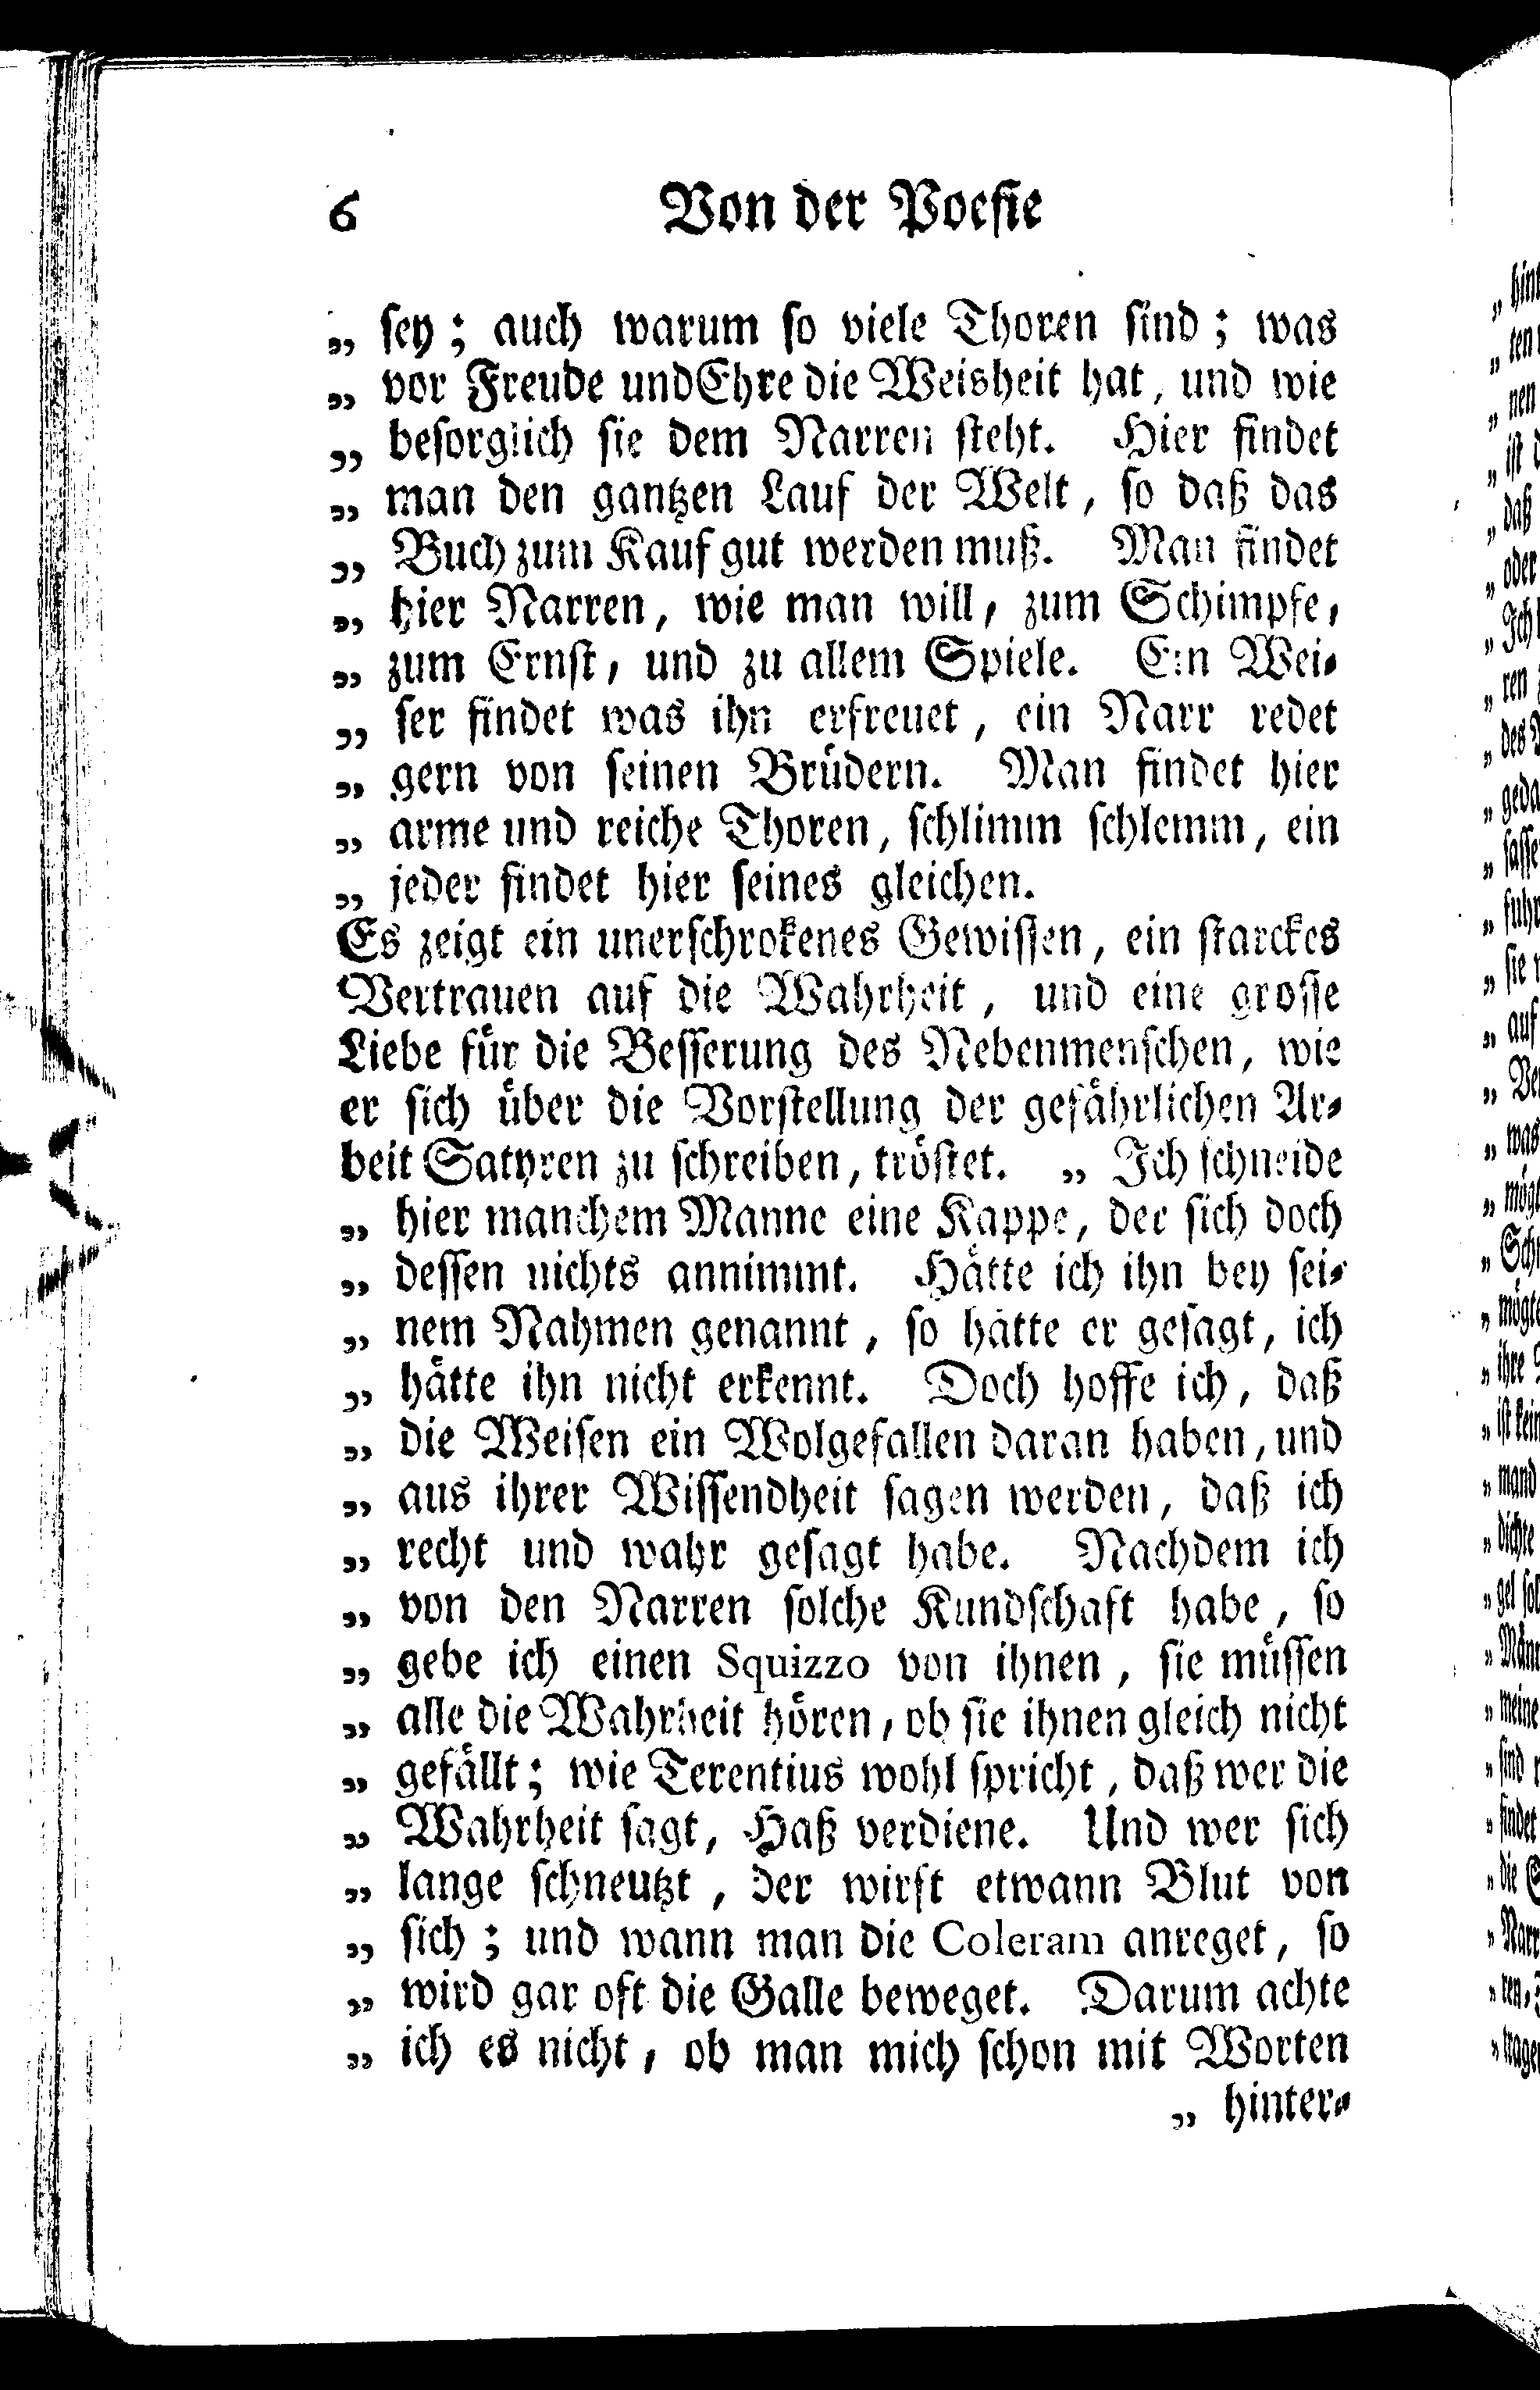 6 Von der Poesie
„ sey; auch warum so viele Thoren sind; was
„ vor Freude und Ehre die Weisheit hat, und wie
„ besorglich sie dem Narren steht. Hier findet
„ man den gantzen Lauf der Welt, so daß das
„ Buch zum Kauf gut werden muß. Man findet
„ hier Narren, wie man will, zum Schimpfe,
„ zum Ernst, und zu allem Spiele. Ein Wei-
„ ser findet was ihn erfreuet, ein Narr redet
„ gern von seinen Brüdern. Man findet hier
„ arme und reiche Thoren, schlimm schlemm, ein
„ jeder findet hier seines gleichen.
Es zeigt ein unerschrokenes Gewissen, ein starckes
Vertrauen auf die Wahrheit, und eine grosse
Liebe für die Besserung des Nebenmenschen, wie
er sich über die Vorstellung der gefährlichen Ar-
beit Satyren zu schreiben, tröstet. „ Ich schneide
„ hier manchem Manne eine Kappe, der sich doch
„ dessen nichts annimmt. Hätte ich ihn bey sei-
„ nem Nahmen genannt, so hätte er gesagt, ich
„ hätte ihn nicht erkennt. Doch hoffe ich, daß
„ die Weisen ein Wolgefallen daran haben, und
„ aus ihrer Wissendheit sagen werden, daß ich
„ recht und wahr gesagt habe. Nachdem ich
„ von den Narren solche Kundschaft habe, so
„ gebe ich einen Squizzo von ihnen, sie müssen
„ alle die Wahrheit hören, ob sie ihnen gleich nicht
„ gefällt; wie Terentius wohl spricht, daß wer die
„ Wahrheit sagt, Haß verdiene. Und wer sich
„ lange schneutzt, der wirft etwann Blut von
„ sich; und wann man die Coleram anreget, so
„ wird gar oft die Galle beweget. Darum achte
„ ich es nicht, ob man mich schon mit Worten
„ hinter-